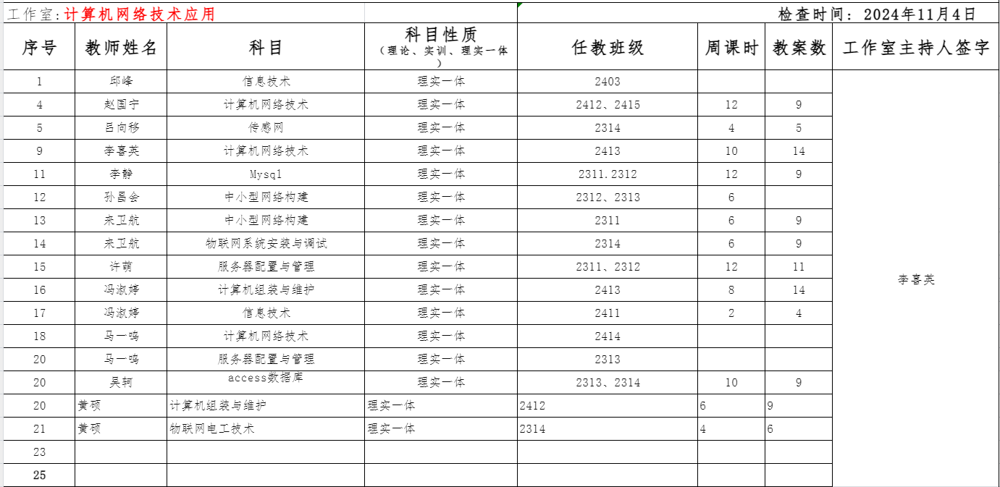 工作室:计算机网络技术应用 检查时间：2024年11月4日
序号 教师姓名 科目 科目性质 任教班级 周课时 教案数 工作室主持人签字
（理论、实训、理实一体
）
1 邱峰 信息技术 理实一体 2403
4 赵国宁 计算机网络技术 理实一体 2412、2415 12 9
5 吕向移 传感网 理实一体 2314 4 5
9 李喜英 计算机网络技术 理实一体 2413 10 14
11 李静 Mysql 理实一体 2311.2312 12 9
12 孙昌会 中小型网络构建 理实一体 2312、2313 6
13 来卫航 中小型网络构建 理实一体 2311 6 9
14 来卫航 物联网系统安装与调试 理实一体 2314 6 9
15 许萌 服务器配置与管理 理实一体 2311、2312 12 11
李喜英
16 冯淑婷 计算机组装与维护 理实一体 2413 8 14
17 冯淑婷 信息技术 理实一体 2411 2 4
18 马一鸣 计算机网络技术 理实一体 2414
20 马一鸣 服务器配置与管理 理实一体 2313
20 吴轲 access数据库 理实一体 2313、2314 10 9
20 黄硕 计算机组装与维护 理实一体 2412 6 9
21 黄硕 物联网电工技术 理实一体 2314 4 6
23
25